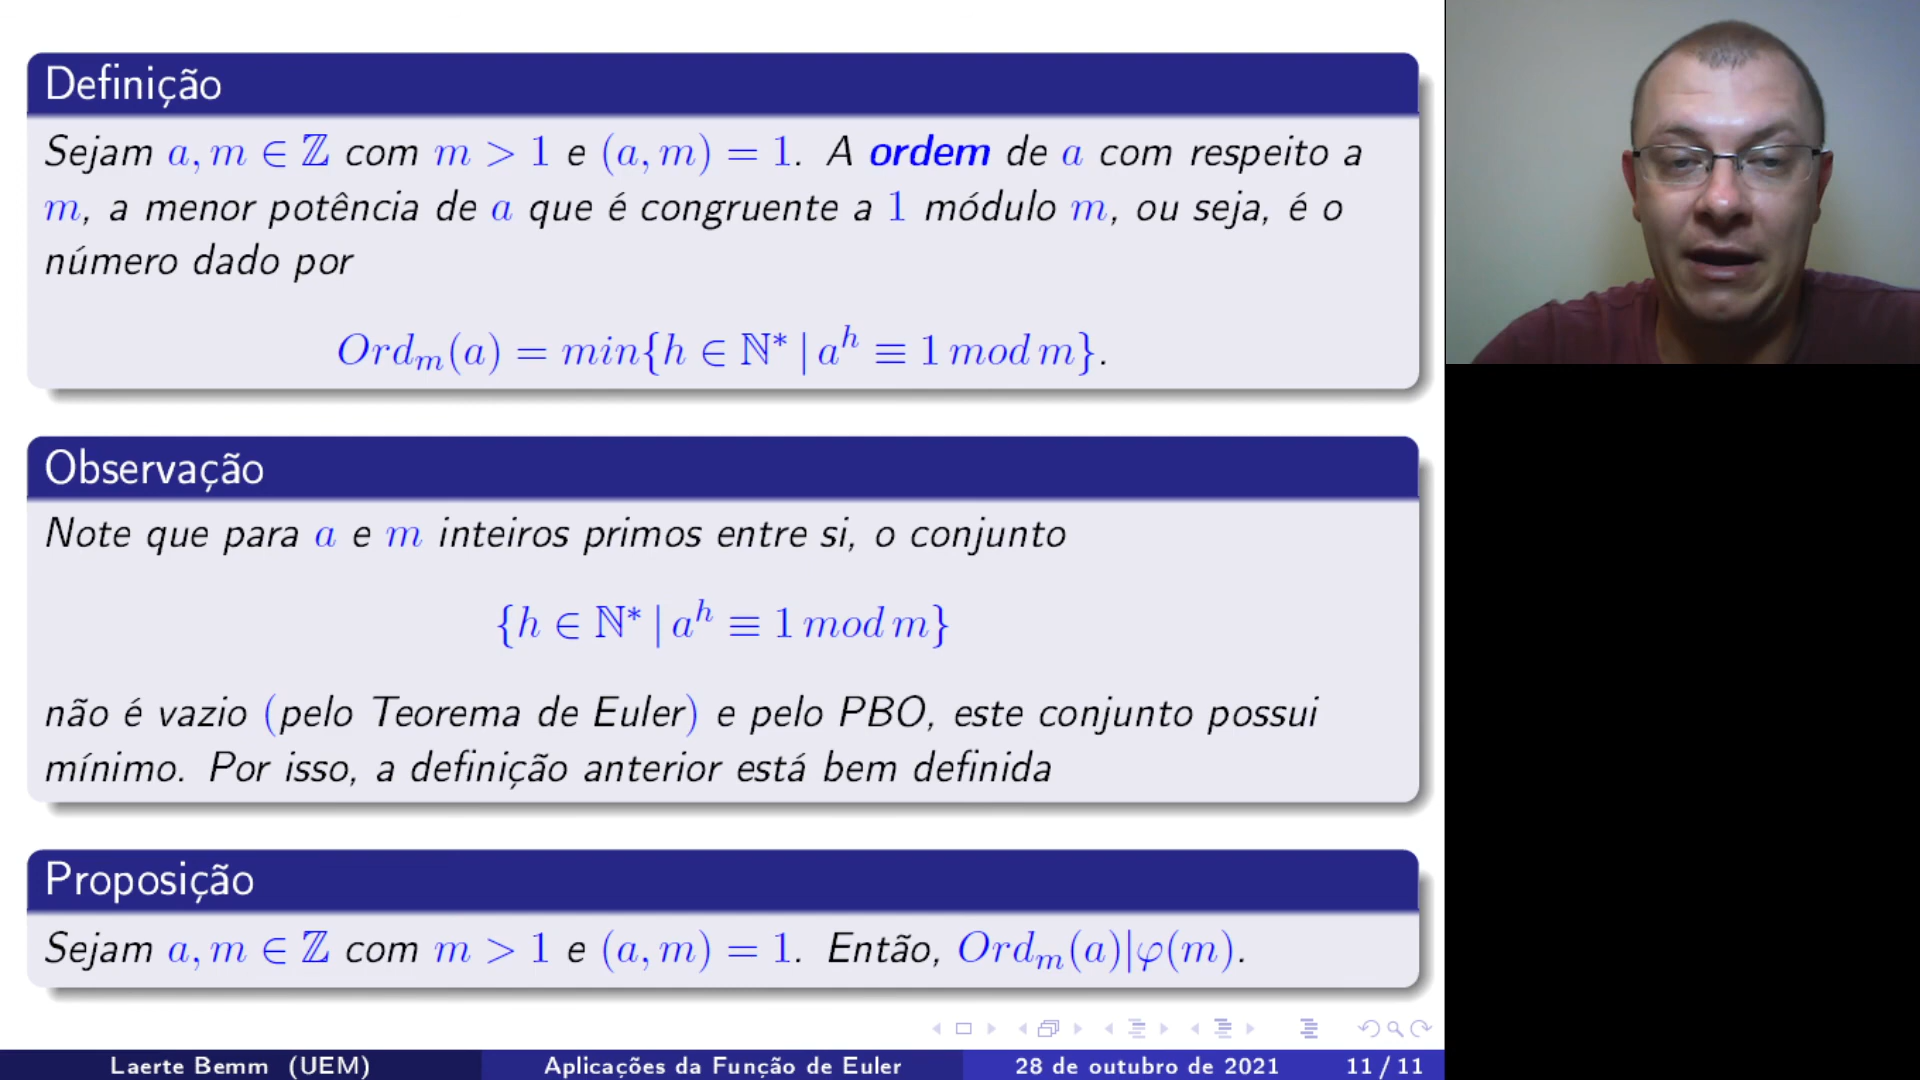 Definição
Sejam a, m ∈ ℤ com m > 1 e (a, m) = 1. A ordem de a com respeito a
m, a menor potência de a que é congruente a 1 módulo m, ou seja, é o
número dado por
Ord_m(a) = min{h ∈ ℕ* | a^h ≡ 1 mod m}.
Observação
Note que para a e m inteiros primos entre si, o conjunto
{h ∈ ℕ* | a^h ≡ 1 mod m}
não é vazio (pelo Teorema de Euler) e pelo PBO, este conjunto possui
mínimo. Por isso, a definição anterior está bem definida
Proposição
Sejam a, m ∈ ℤ com m > 1 e (a, m) = 1. Então, Ord_m(a)|φ(m).
Laerte Bemm (UEM) Aplicações da Função de Euler 28 de outubro de 2021 11 / 11